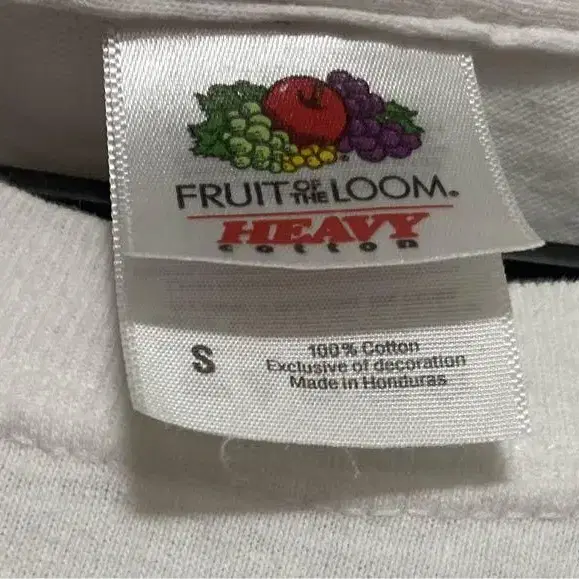 FRUIT OF THE LOOM®
HEAVY
cotton
S
100% Cotton
Exclusive of decoration
Made in Honduras